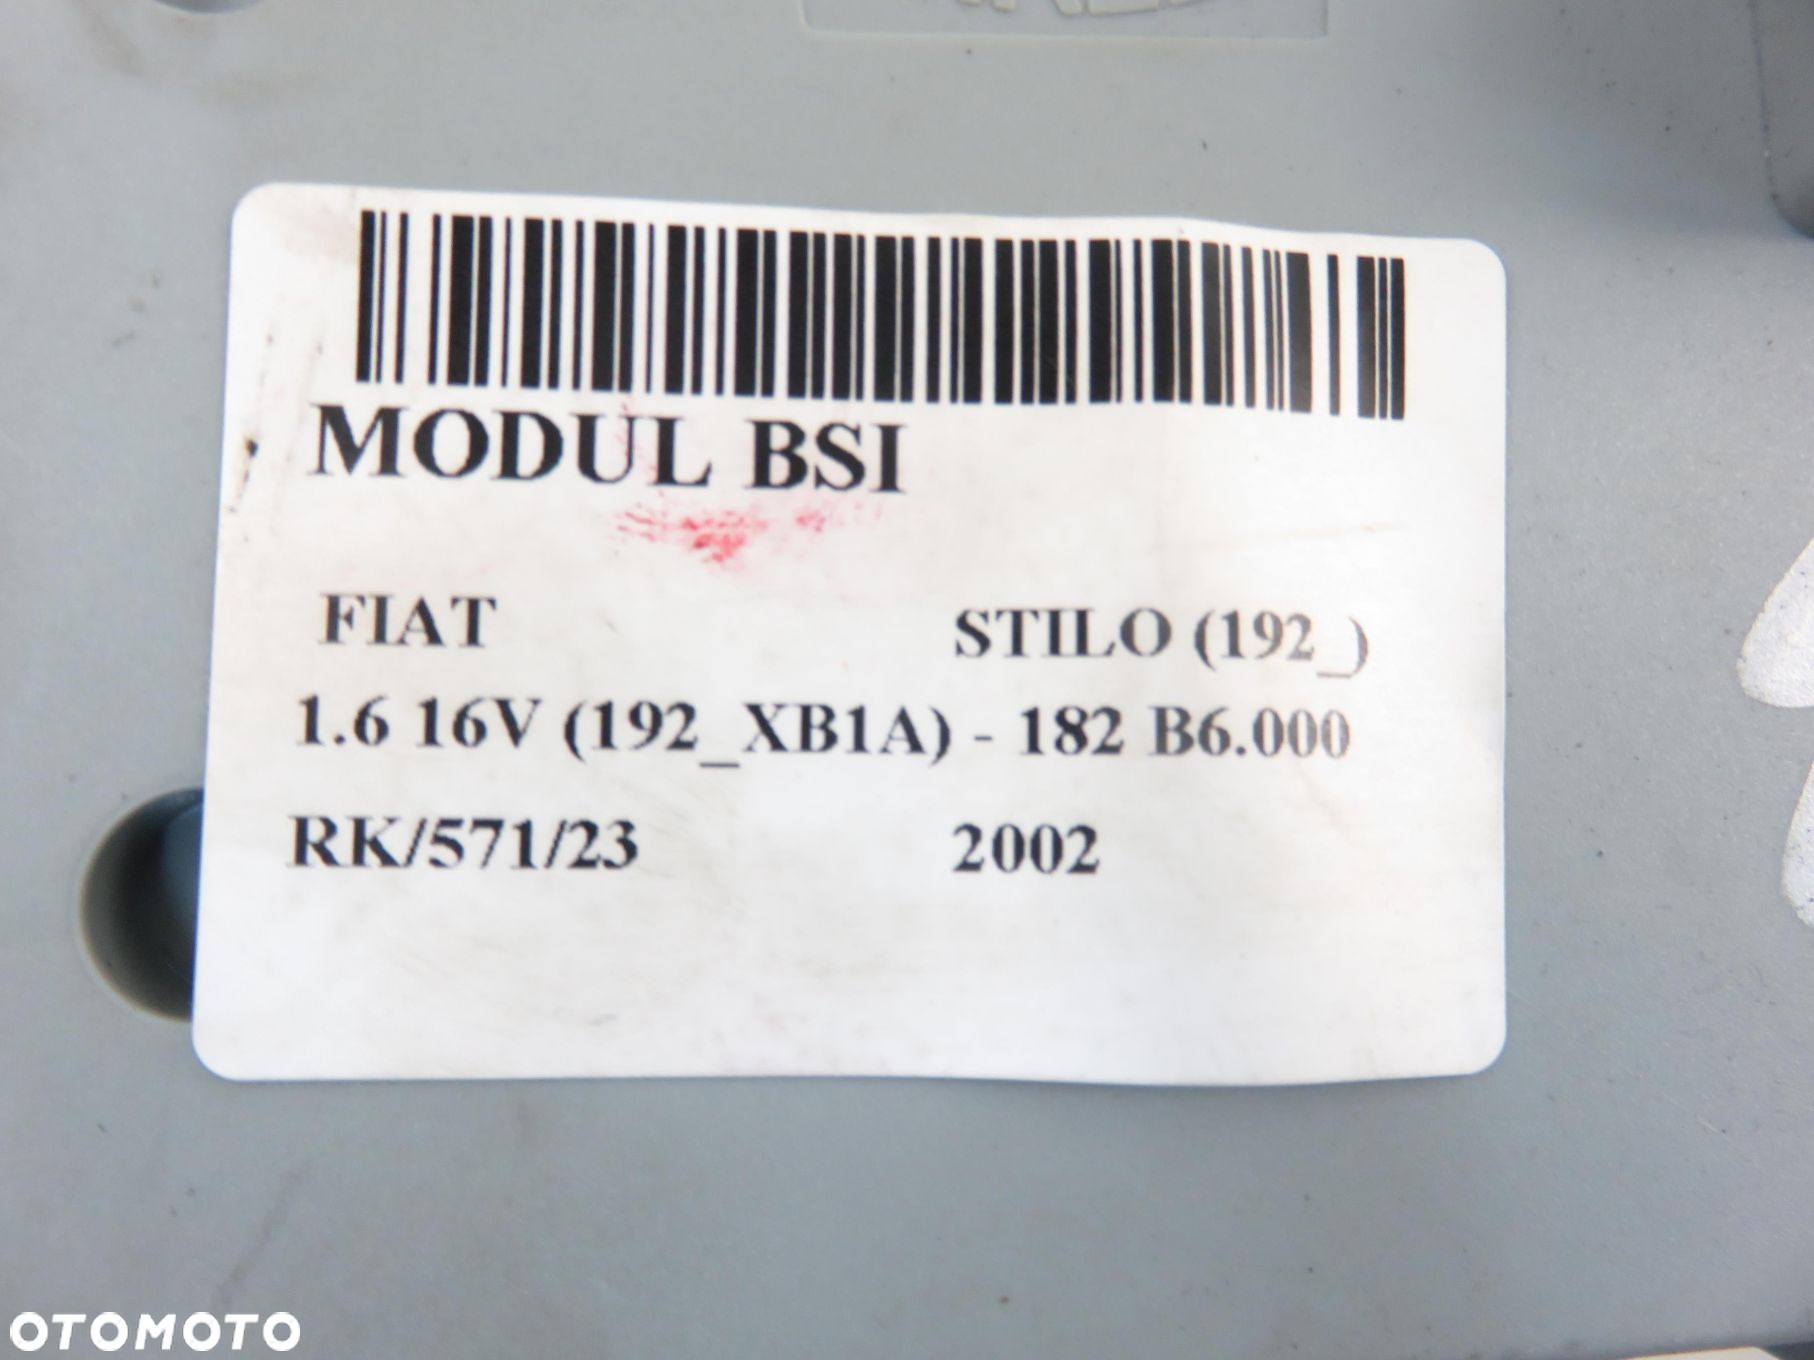 MODUL BSI
FIAT STILO (192_)
1.6 16V (192_XB1A) - 182 B6.000
RK/571/23 2002
OTOMOTO